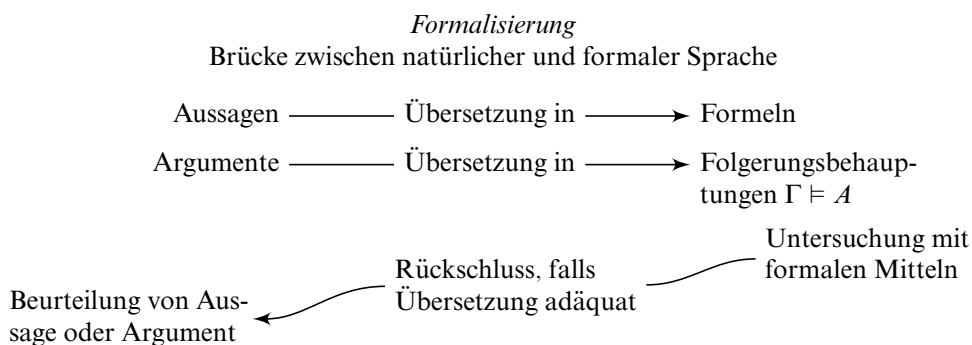 Formalisierung
Brücke zwischen natürlicher und formaler Sprache
Aussagen Übersetzung in Formeln
Argumente Übersetzung in Folgerungsbehaup-
tungen Γ ⊨ A
Untersuchung mit
formalen Mitteln
Rückschluss, falls
Übersetzung adäquat
Beurteilung von Aus-
sage oder Argument